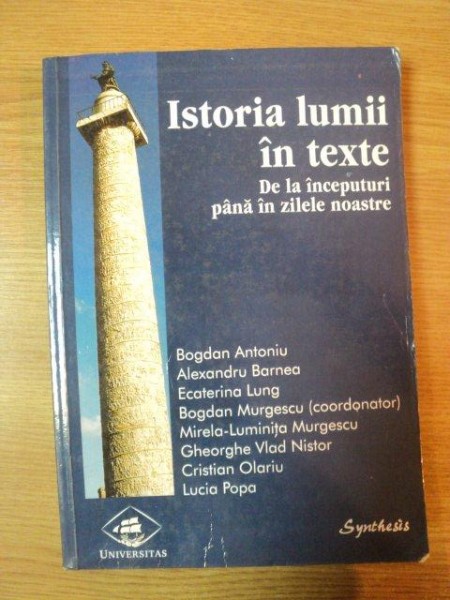 Istoria lumii
în texte
De la începuturi
până în zilele noastre
Bogdan Antoniu
Alexandru Barnea
Ecaterina Lung
Bogdan Murgescu (coordonator)
Mirela-Luminița Murgescu
Gheorghe Vlad Nistor
Cristian Olariu
Lucia Popa
UNIVERSITAS
Synthesis